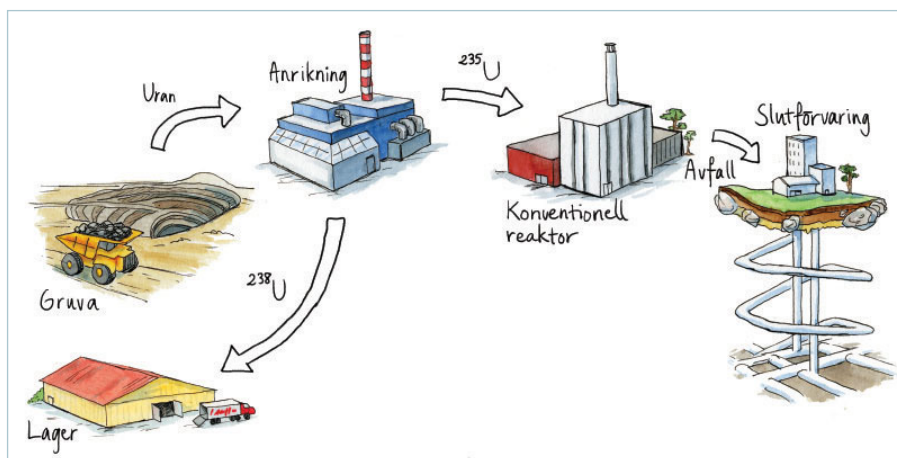 Uran
Anrikning
²³⁵U
Slutförvaring
Avfall
Konventionell
reaktor
Gruva
²³⁸U
Lager